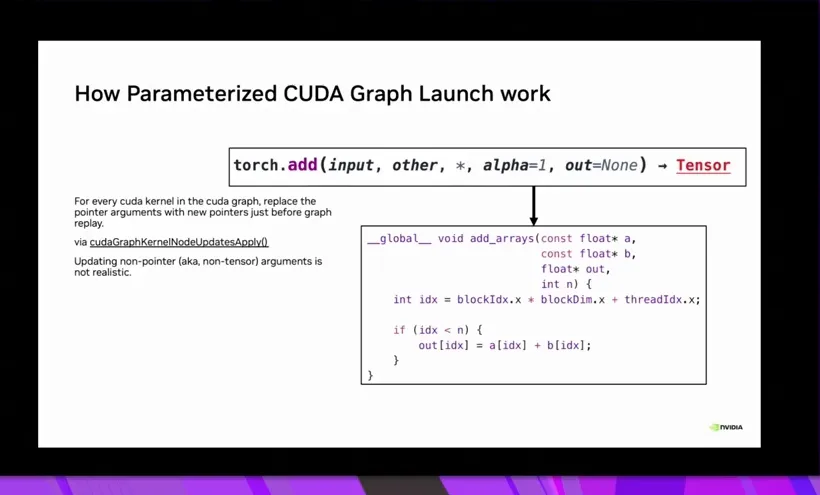 How Parameterized CUDA Graph Launch work
torch.add(input, other, *, alpha=1, out=None) → Tensor
For every cuda kernel in the cuda graph, replace the
pointer arguments with new pointers just before graph
replay.
via cudaGraphKernelNodeUpdatesApply()
Updating non-pointer (aka, non-tensor) arguments is
not realistic.
__global__ void add_arrays(const float* a,
const float* b,
float* out,
int n) {
int idx = blockIdx.x * blockDim.x + threadIdx.x;
if (idx < n) {
out[idx] = a[idx] + b[idx];
}
}
NVIDIA